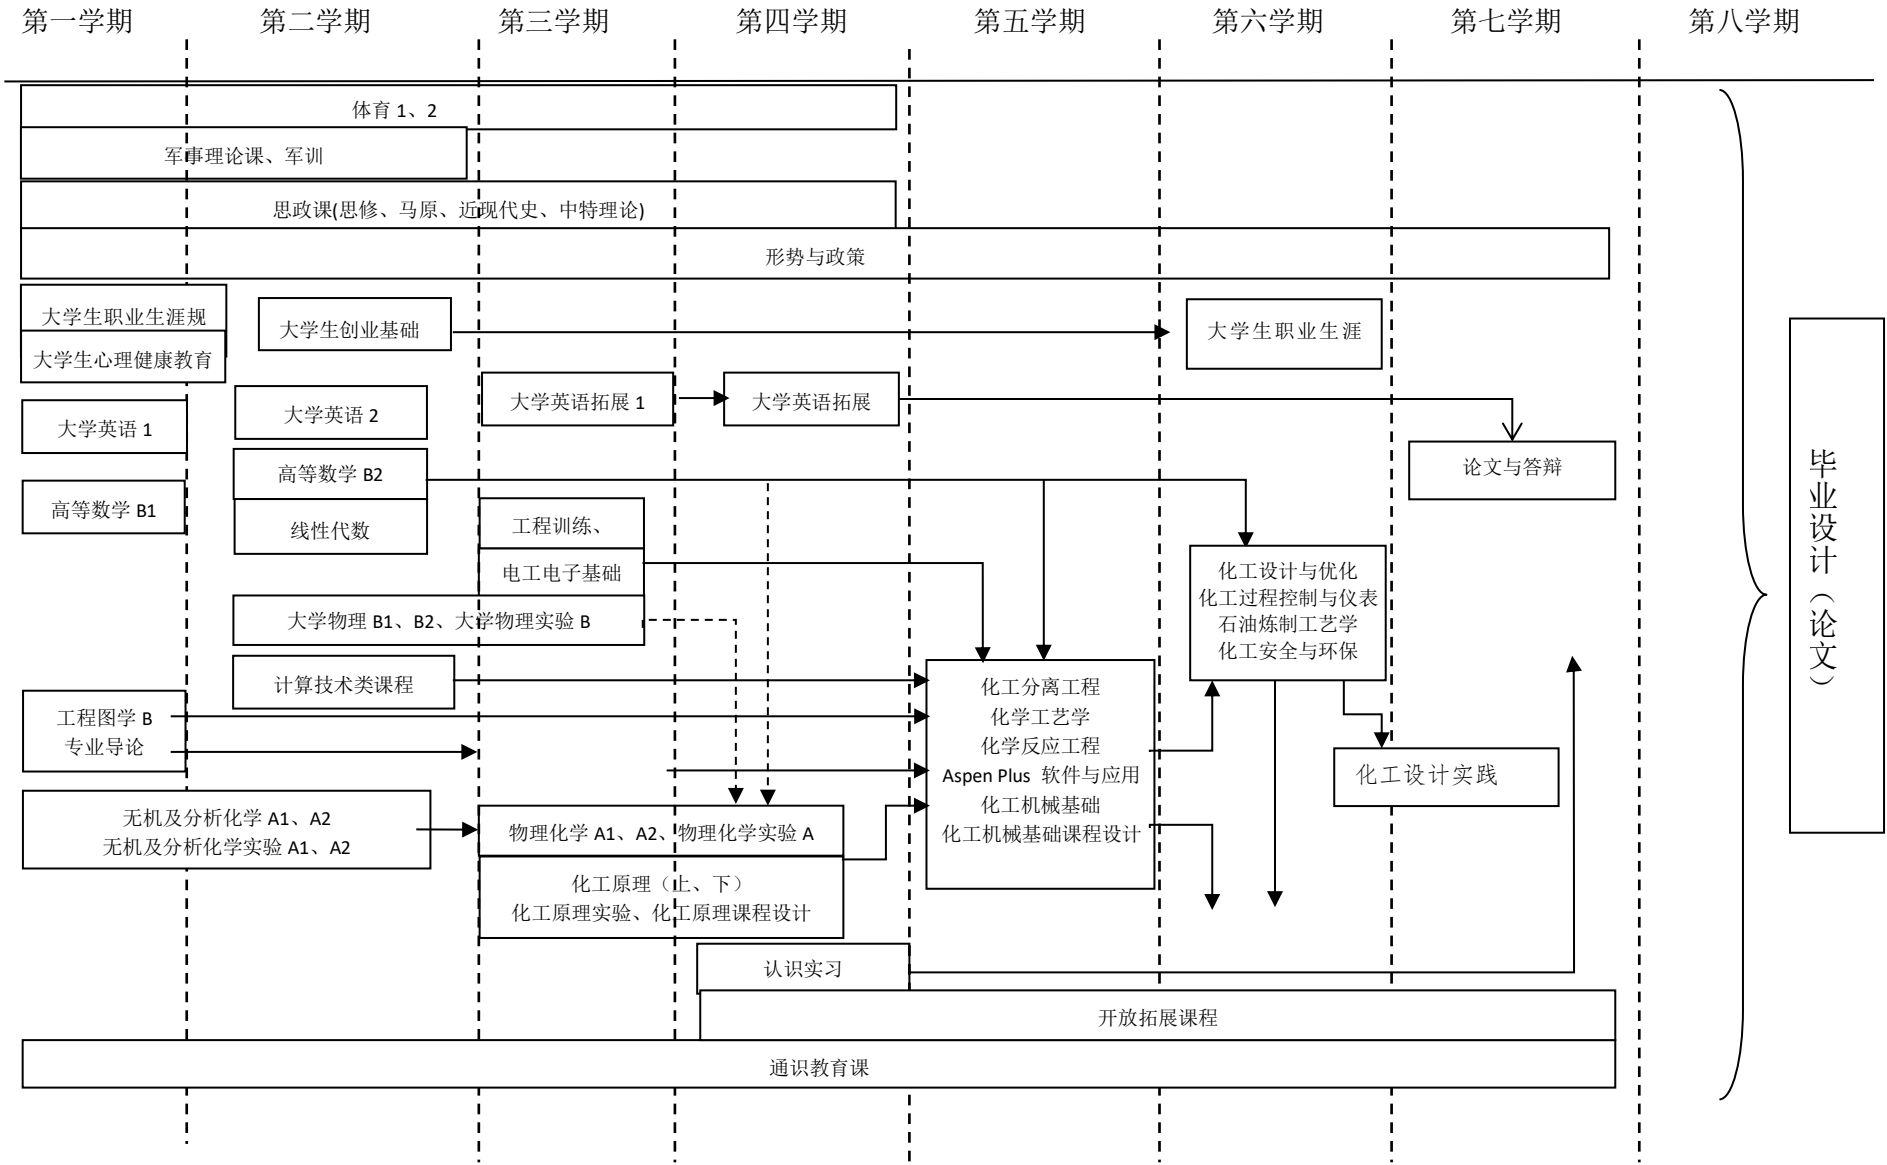 第一学期
第二学期
第三学期
第四学期
第五学期
第六学期
第七学期
第八学期
体育 1、2
军事理论课、军训
思政课(思修、马原、近现代史、中特理论)
形势与政策
大学生职业生涯规
大学生心理健康教育
大学生创业基础
大学生职业生涯
大学英语 1
大学英语 2
大学英语拓展 1
大学英语拓展
论文与答辩
高等数学 B1
高等数学 B2
线性代数
工程训练、
电工电子基础
大学物理 B1、B2、大学物理实验 B
计算技术类课程
工程图学 B
专业导论
无机及分析化学 A1、A2
无机及分析化学实验 A1、A2
物理化学 A1、A2、物理化学实验 A
化工原理（上、下）
化工原理实验、化工原理课程设计
化工分离工程
化学工艺学
化学反应工程
Aspen Plus 软件与应用
化工机械基础
化工机械基础课程设计
化工设计与优化
化工过程控制与仪表
石油炼制工艺学
化工安全与环保
化工设计实践
认识实习
开放拓展课程
通识教育课
毕业设计（论文）